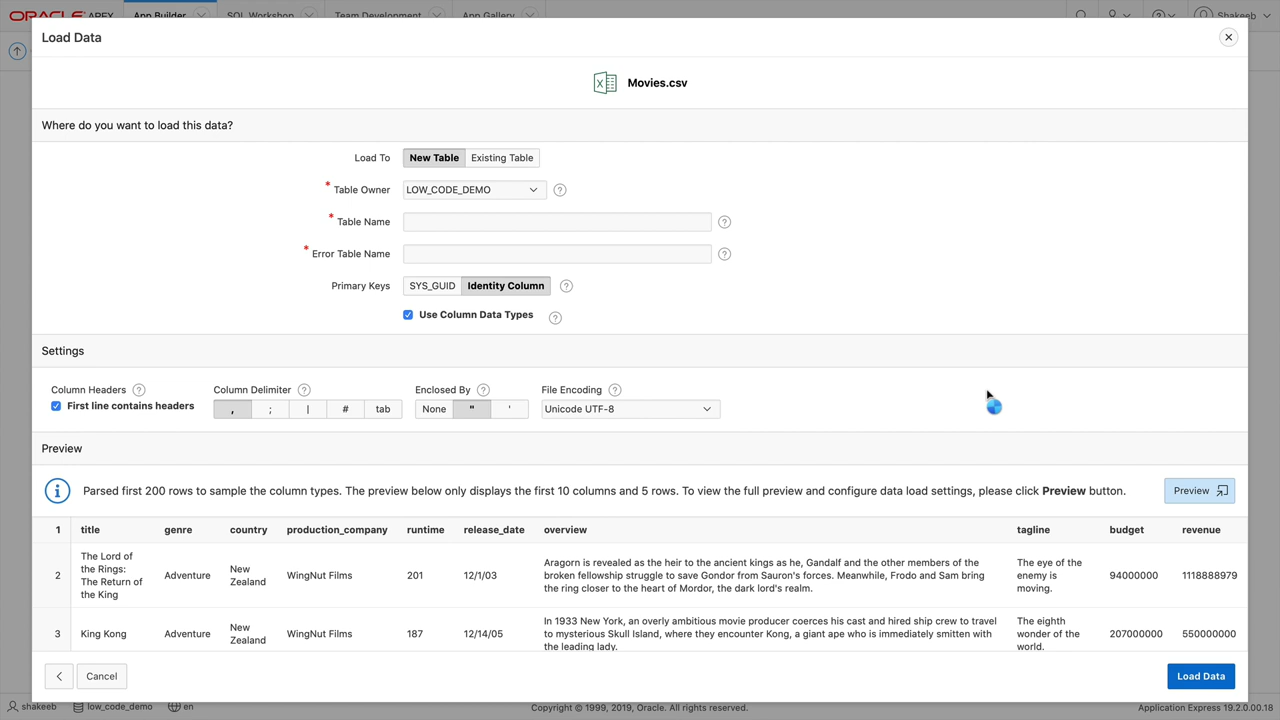 ORACLE APEX App Builder SQL Workshop Team Development App Gallery Shakeeb
Load Data
Movies.csv
Where do you want to load this data?
Load To New Table Existing Table
* Table Owner LOW_CODE_DEMO
* Table Name
* Error Table Name
Primary Keys SYS_GUID Identity Column
Use Column Data Types
Settings
Column Headers Column Delimiter Enclosed By File Encoding
First line contains headers , ; | # tab None " ' Unicode UTF-8
Preview
Parsed first 200 rows to sample the column types. The preview below only displays the first 10 columns and 5 rows. To view the full preview and configure data load settings, please click Preview button. Preview
1 title genre country production_company runtime release_date overview tagline budget revenue
The Lord of
the Rings:
The Return of
the King
2 Adventure
New
Zealand
WingNut Films 201 12/1/03
Aragorn is revealed as the heir to the ancient kings as he, Gandalf and the other members of the
broken fellowship struggle to save Gondor from Sauron's forces. Meanwhile, Frodo and Sam bring
the ring closer to the heart of Mordor, the dark lord's realm.
The eye of the
enemy is
moving.
94000000 1118888979
3 King Kong Adventure
New
Zealand
WingNut Films 187 12/14/05
In 1933 New York, an overly ambitious movie producer coerces his cast and hired ship crew to travel
to mysterious Skull Island, where they encounter Kong, a giant ape who is immediately smitten with
the leading lady.
The eighth
wonder of the
world.
207000000 550000000
Cancel Load Data
shakeeb low_code_demo en Copyright © 1999, 2019, Oracle. All rights reserved. Application Express 19.2.0.00.18